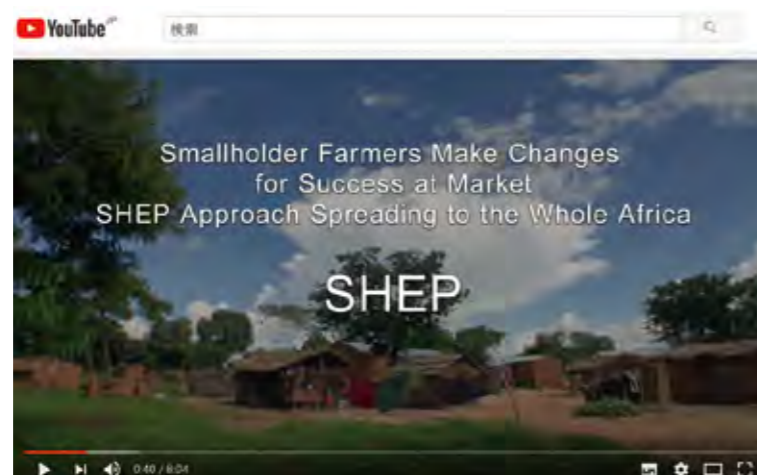 YouTube JP
検索
Smallholder Farmers Make Changes
for Success at Market
SHEP Approach Spreading to the Whole Africa
SHEP
0:40 / 8:04